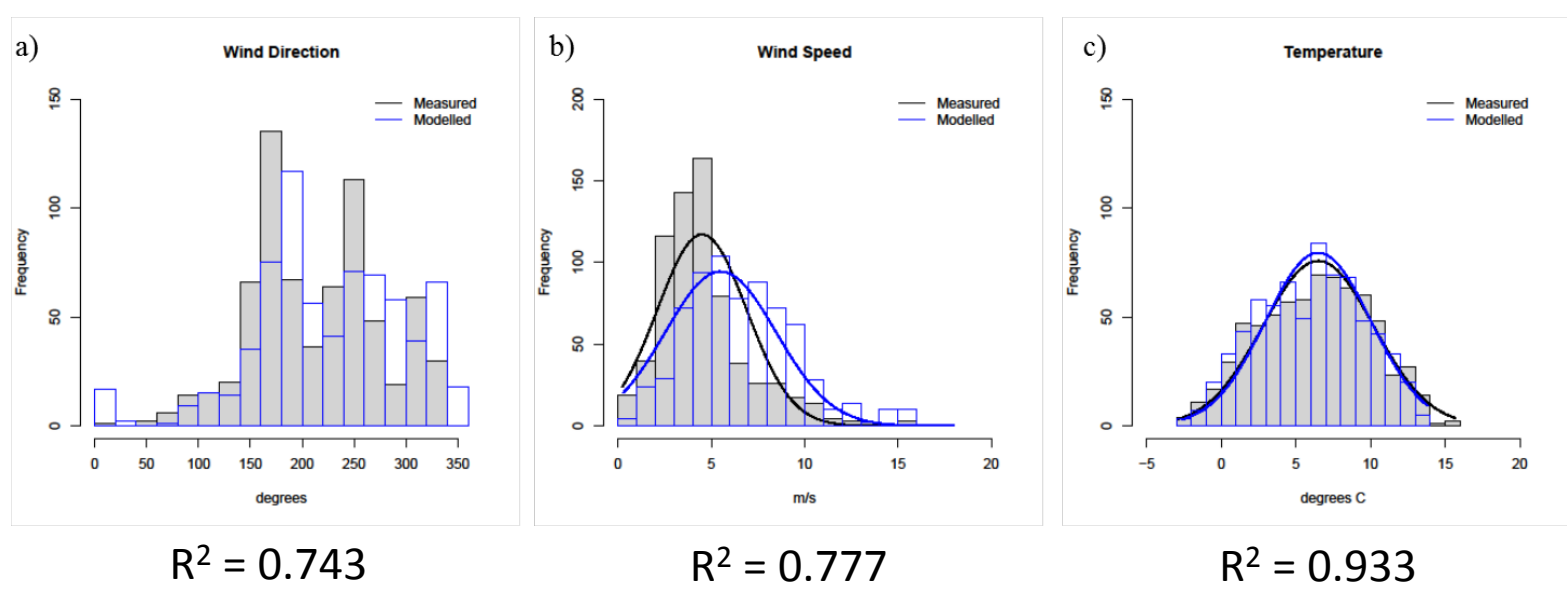 a)
Wind Direction
Measured
Modelled
Frequency
0
50
100
150
0
50
100
150
200
250
300
350
degrees
R² = 0.743
b)
Wind Speed
Measured
Modelled
Frequency
0
50
100
150
200
0
5
10
15
20
m/s
R² = 0.777
c)
Temperature
Measured
Modelled
Frequency
0
50
100
150
−5
0
5
10
15
20
degrees C
R² = 0.933